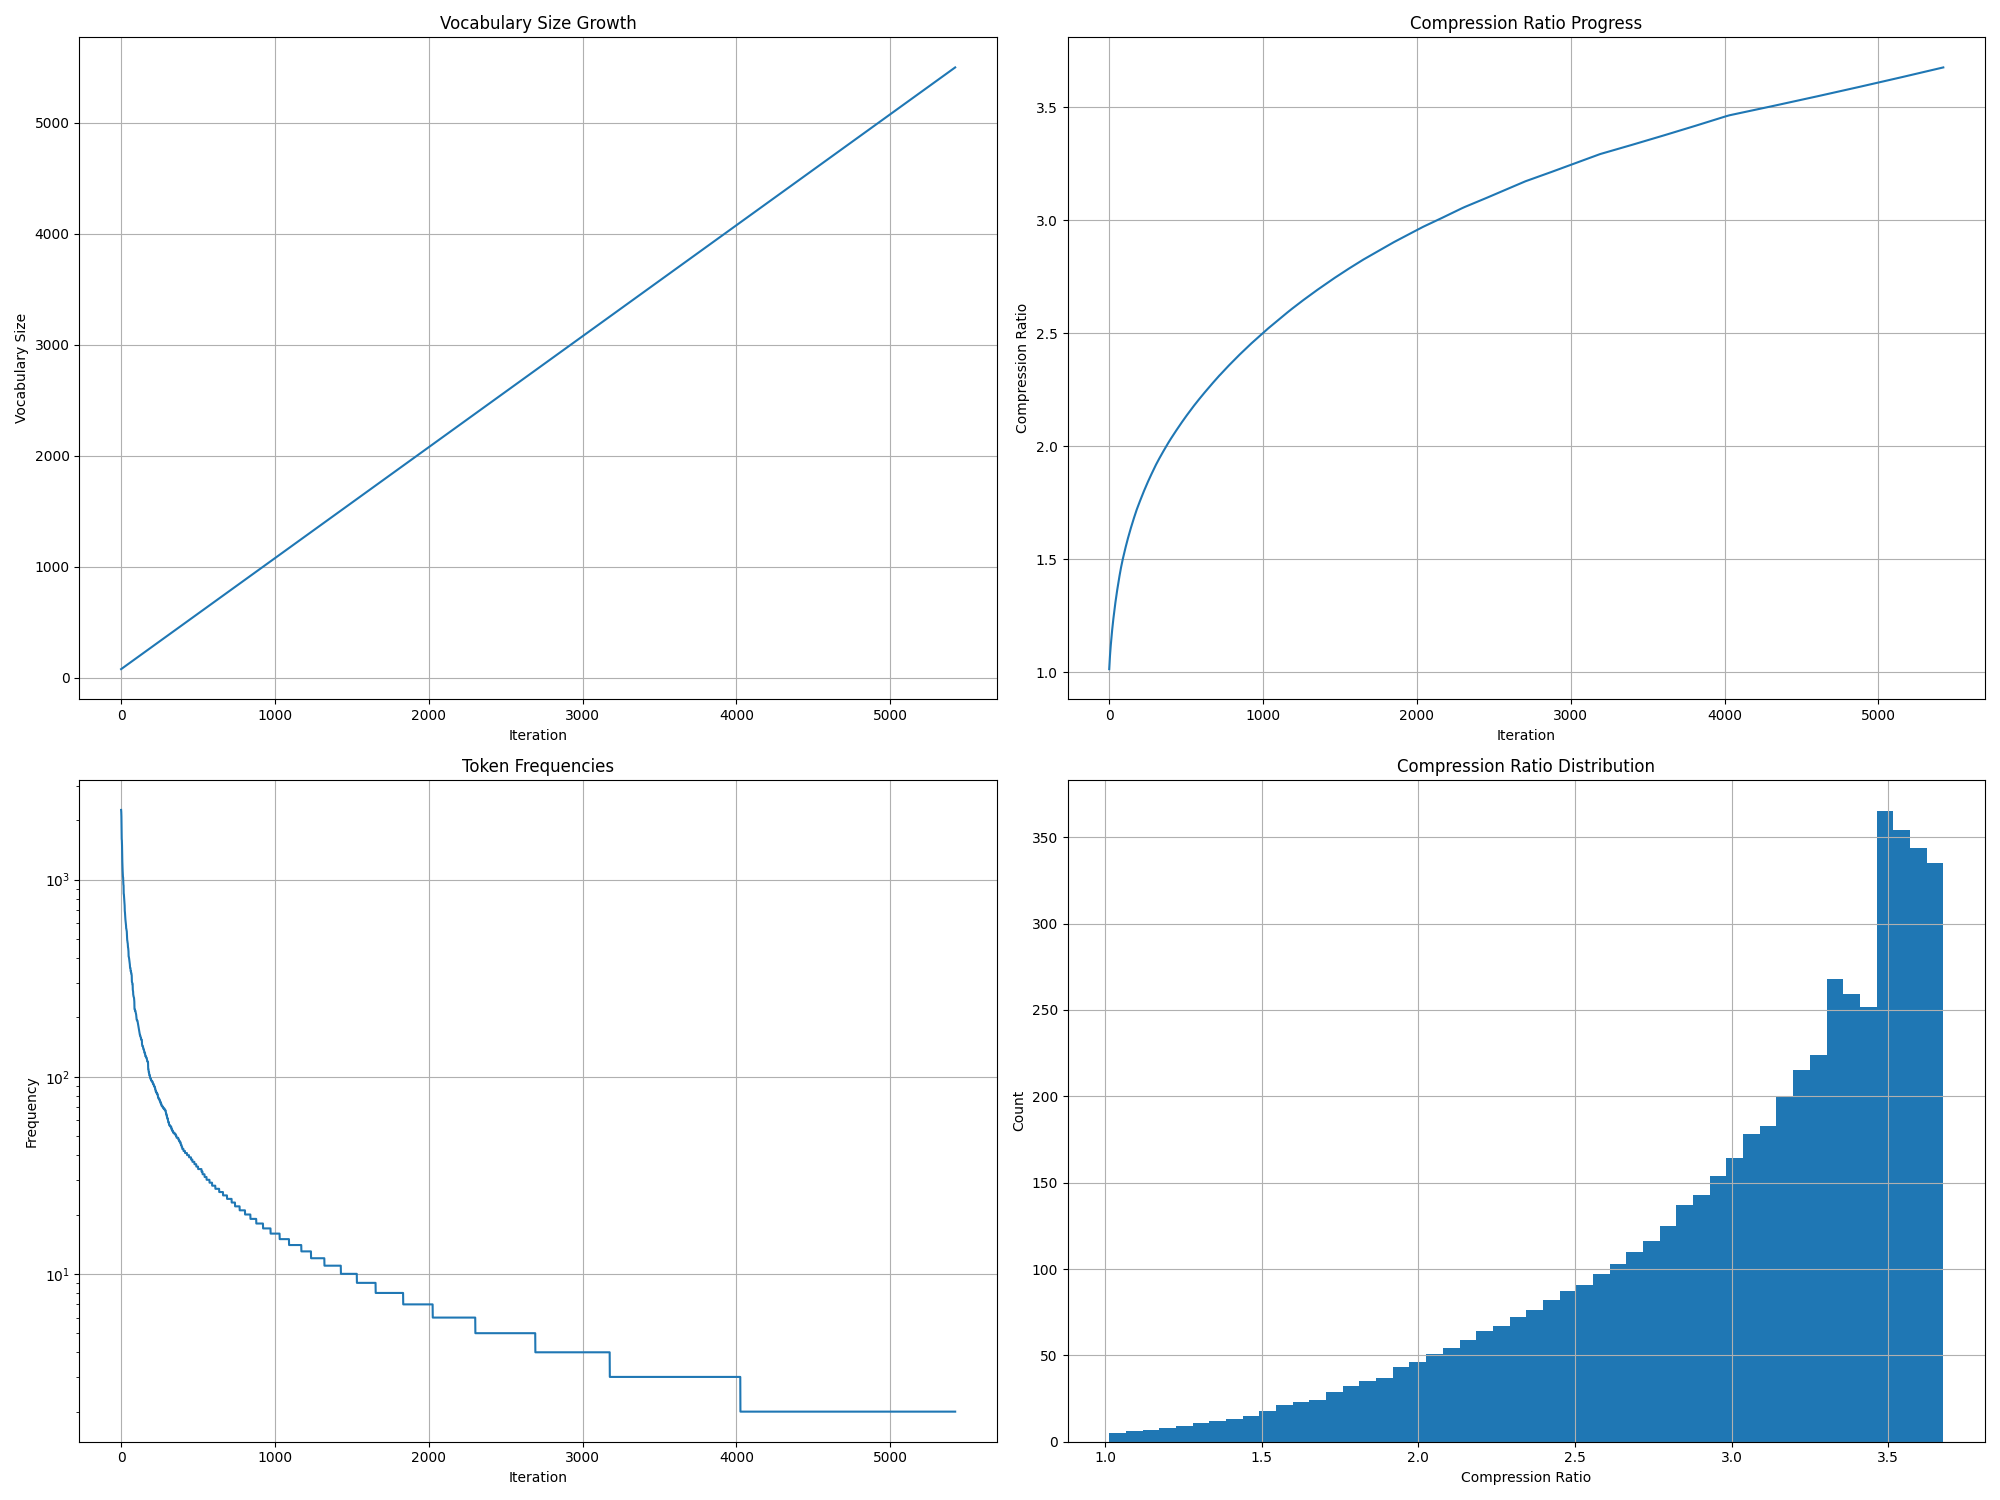 Vocabulary Size Growth
Vocabulary Size
5000
4000
3000
2000
1000
0
0 1000 2000 3000 4000 5000
Iteration
Compression Ratio Progress
Compression Ratio
3.5
3.0
2.5
2.0
1.5
1.0
0 1000 2000 3000 4000 5000
Iteration
Token Frequencies
Frequency
10³
10²
10¹
0 1000 2000 3000 4000 5000
Iteration
Compression Ratio Distribution
Count
350
300
250
200
150
100
50
0
1.0 1.5 2.0 2.5 3.0 3.5
Compression Ratio